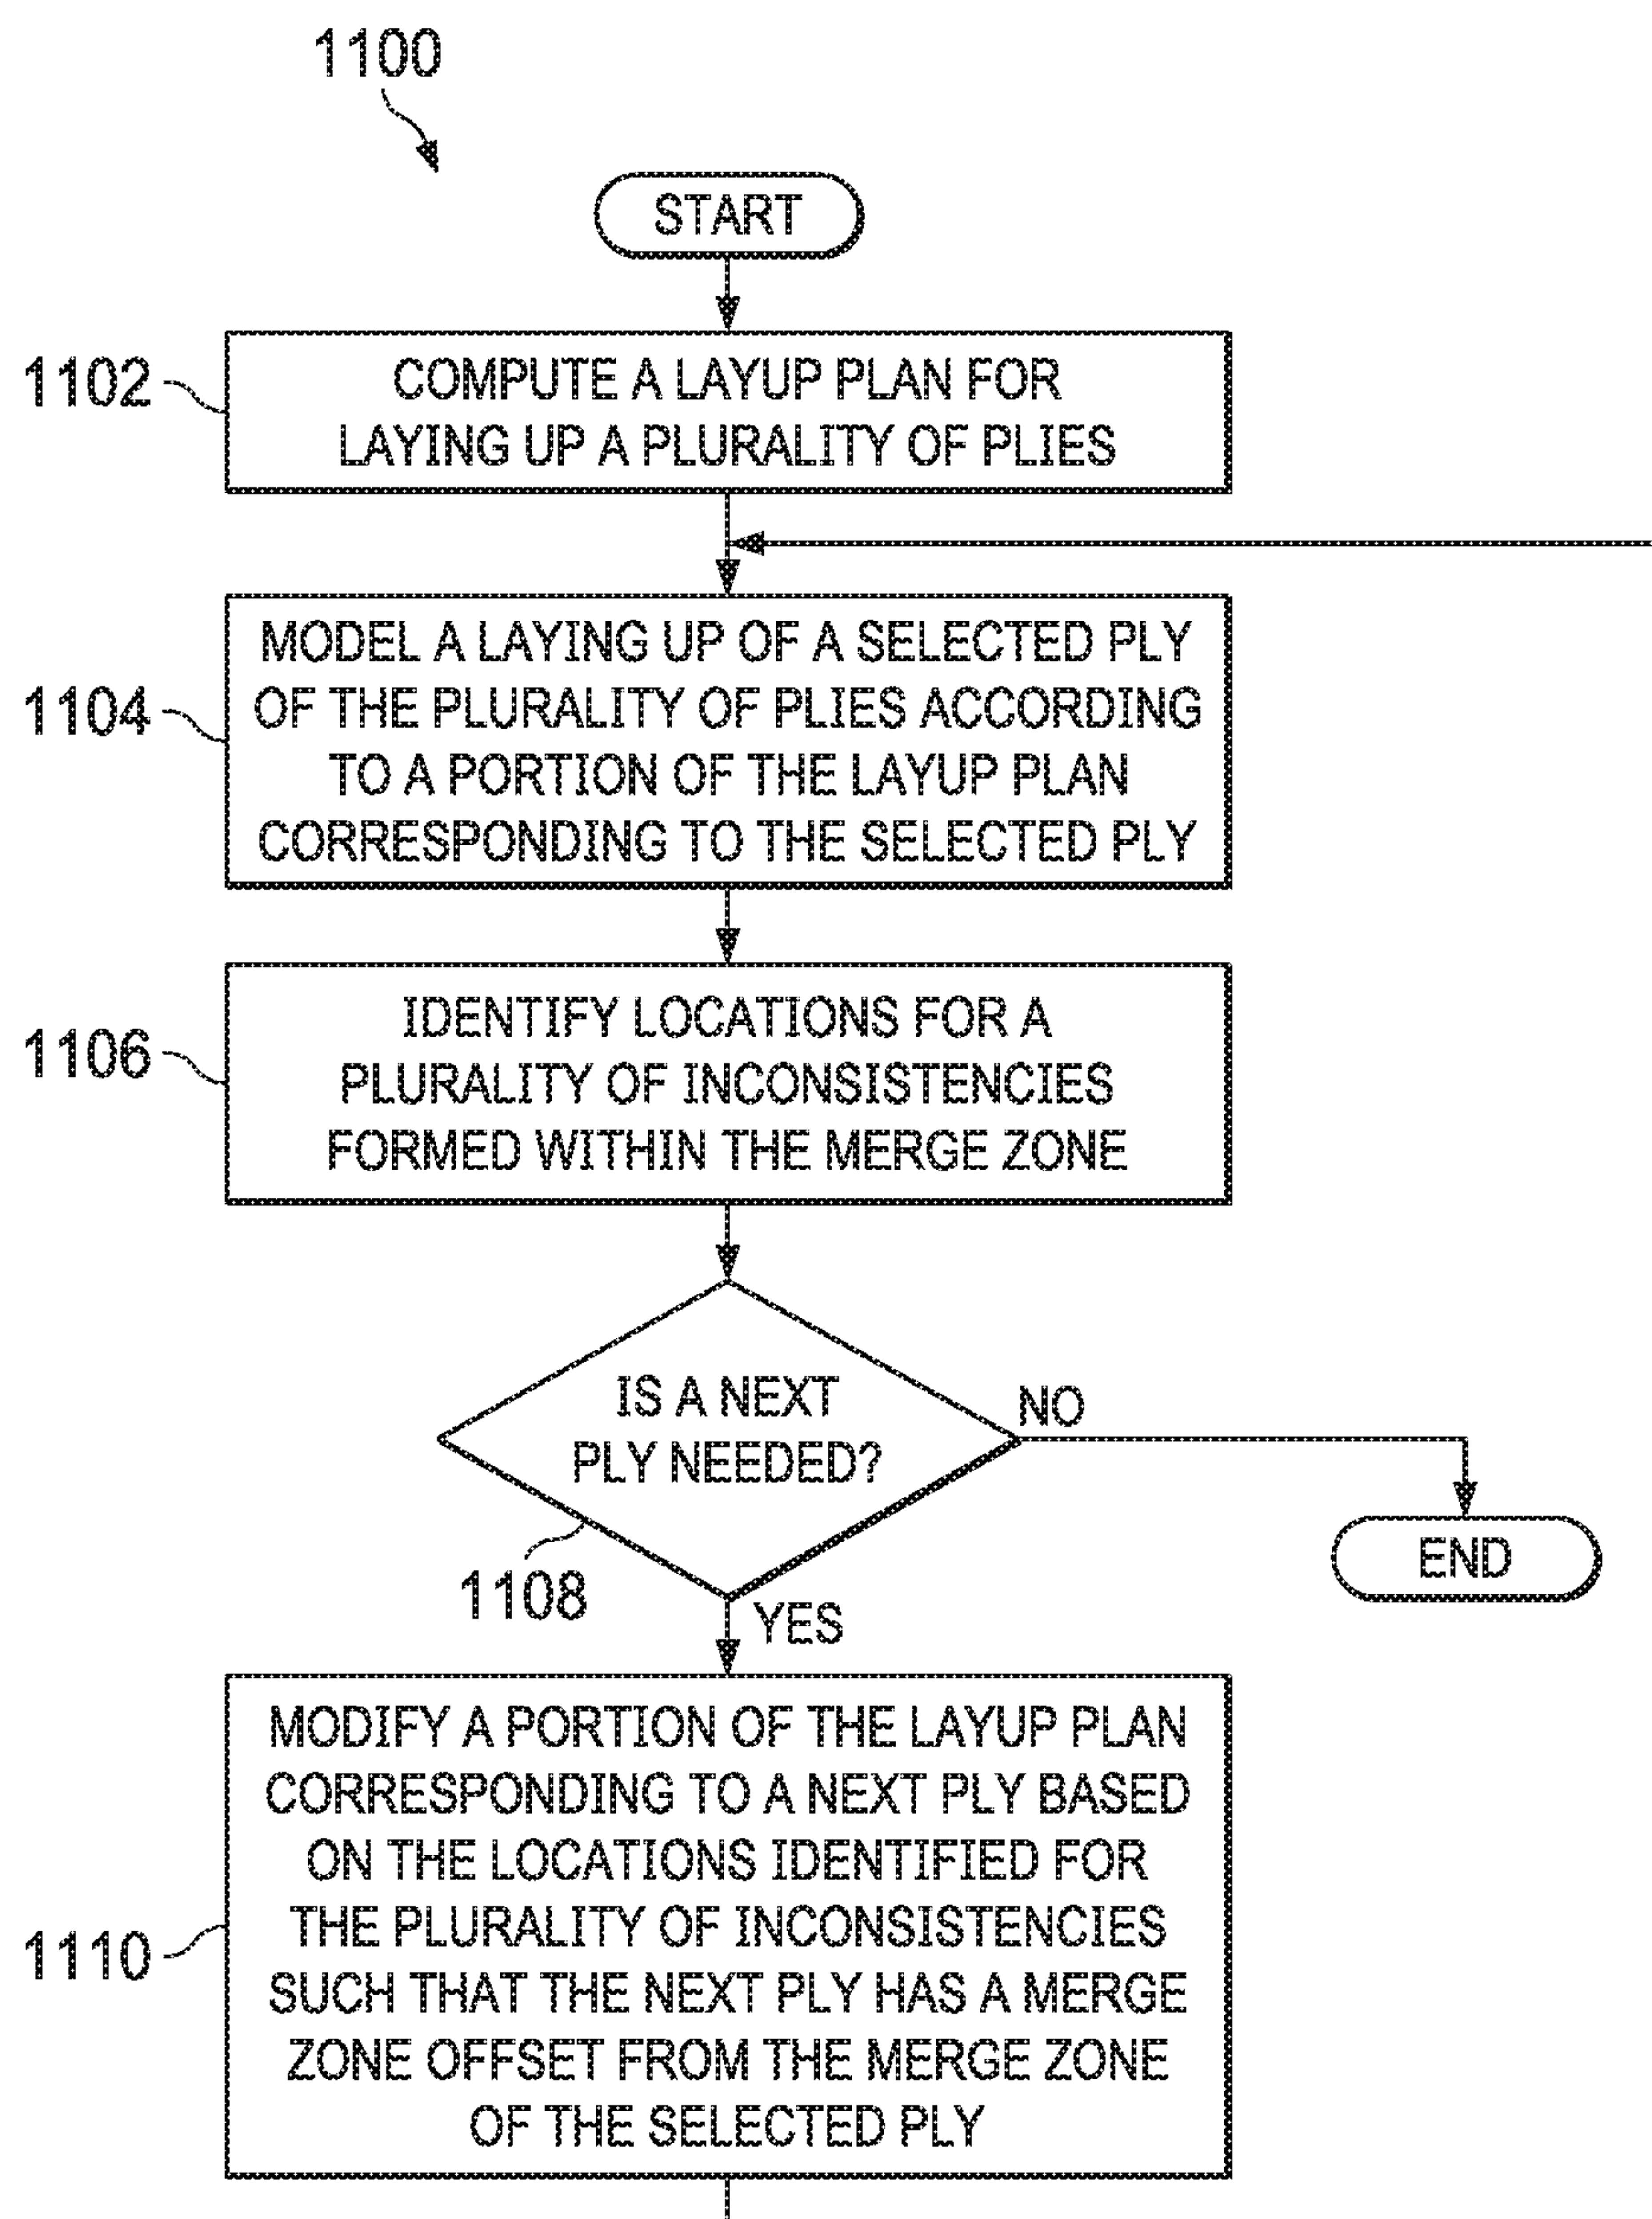 1100
START
1102
COMPUTE A LAYUP PLAN FOR
LAYING UP A PLURALITY OF PLIES
1104
MODEL A LAYING UP OF A SELECTED PLY
OF THE PLURALITY OF PLIES ACCORDING
TO A PORTION OF THE LAYUP PLAN
CORRESPONDING TO THE SELECTED PLY
1106
IDENTIFY LOCATIONS FOR A
PLURALITY OF INCONSISTENCIES
FORMED WITHIN THE MERGE ZONE
IS A NEXT
PLY NEEDED?
NO
END
1108
YES
1110
MODIFY A PORTION OF THE LAYUP PLAN
CORRESPONDING TO A NEXT PLY BASED
ON THE LOCATIONS IDENTIFIED FOR
THE PLURALITY OF INCONSISTENCIES
SUCH THAT THE NEXT PLY HAS A MERGE
ZONE OFFSET FROM THE MERGE ZONE
OF THE SELECTED PLY